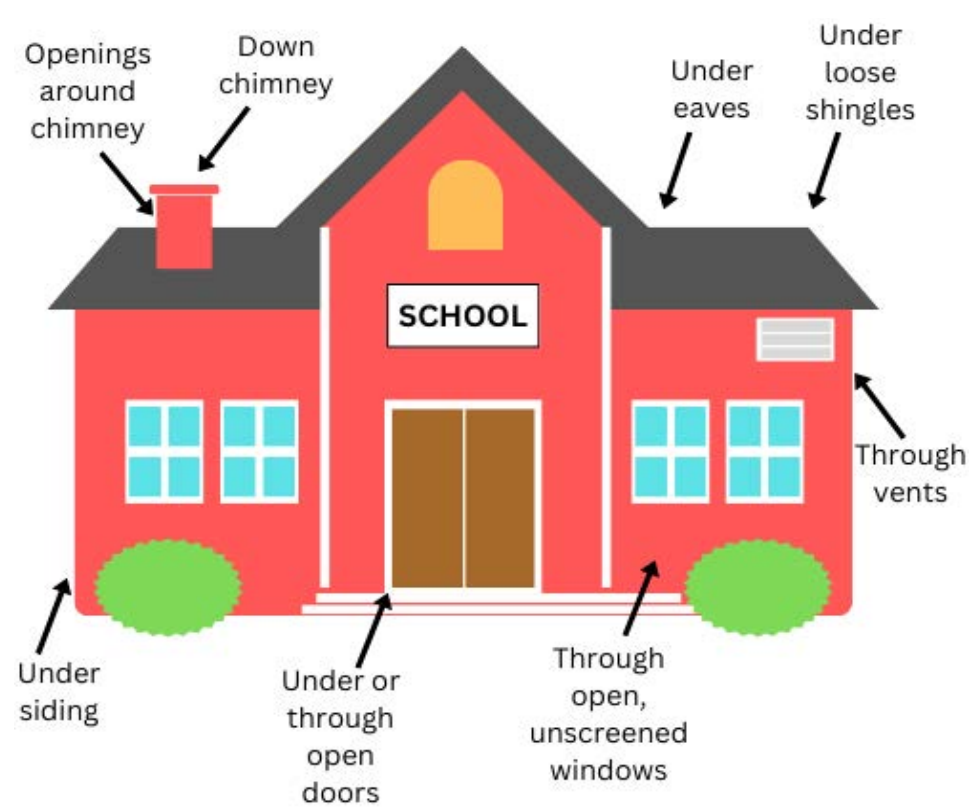 Openings
around
chimney
Down
chimney
Under
eaves
Under
loose
shingles
SCHOOL
Through
vents
Under
siding
Under or
through
open
doors
Through
open,
unscreened
windows